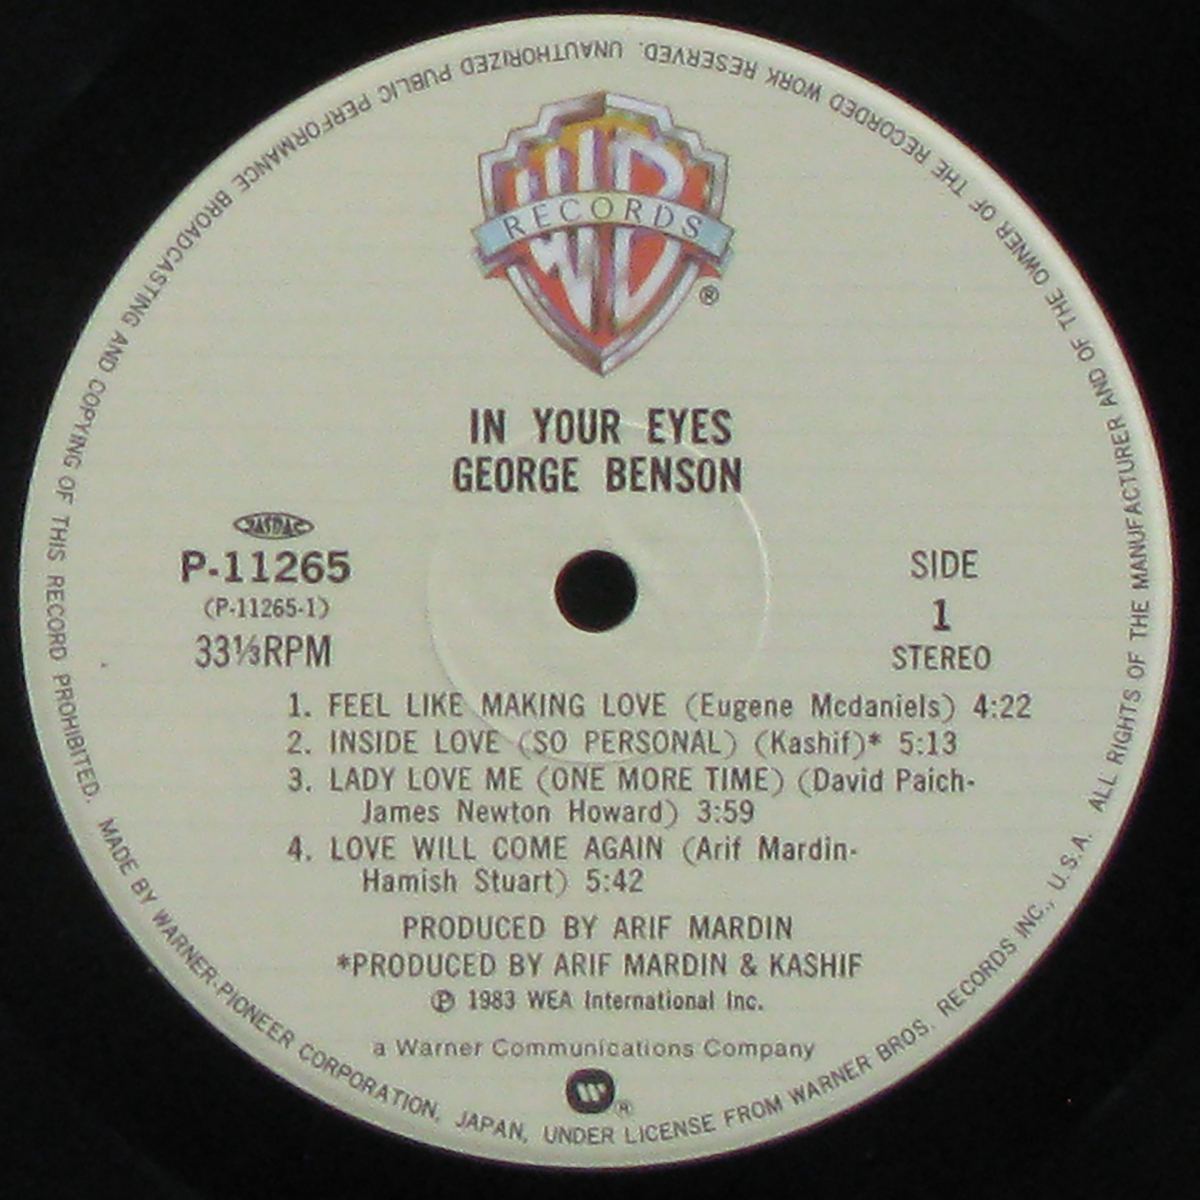 WB
RECORDS
®
IN YOUR EYES
GEORGE BENSON
JASRAC
P-11265
(P-11265-1)
33⅓RPM
SIDE
1
STEREO
1. FEEL LIKE MAKING LOVE (Eugene Mcdaniels) 4:22
2. INSIDE LOVE (SO PERSONAL) (Kashif)* 5:13
3. LADY LOVE ME (ONE MORE TIME) (David Paich-
James Newton Howard) 3:59
4. LOVE WILL COME AGAIN (Arif Mardin-
Hamish Stuart) 5:42
PRODUCED BY ARIF MARDIN
*PRODUCED BY ARIF MARDIN & KASHIF
℗ 1983 WEA International Inc.
a Warner Communications Company
®
MADE BY WARNER-PIONEER CORPORATION, JAPAN, UNDER LICENSE FROM WARNER BROS. RECORDS INC., U.S.A. ALL RIGHTS OF THE MANUFACTURER AND OF THE OWNER OF THE RECORDED WORK RESERVED. UNAUTHORIZED PUBLIC PERFORMANCE BROADCASTING AND COPYING OF THIS RECORD PROHIBITED.